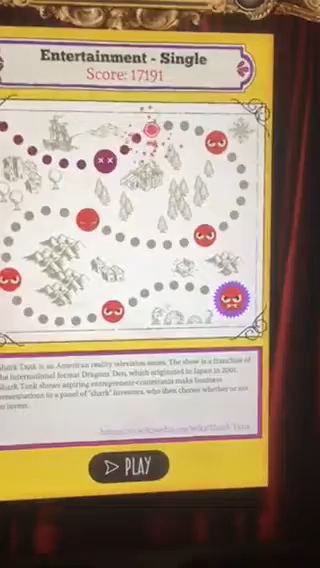 Entertainment - Single
Score: 17191
Shark Tank is an American reality television series. The show is a franchise of
the international format Dragons' Den, which originated in Japan in 2001.
Shark Tank shows aspiring entrepreneur-contestants make business
presentations to a panel of "shark" investors, who then choose whether or not
to invest.
PLAY